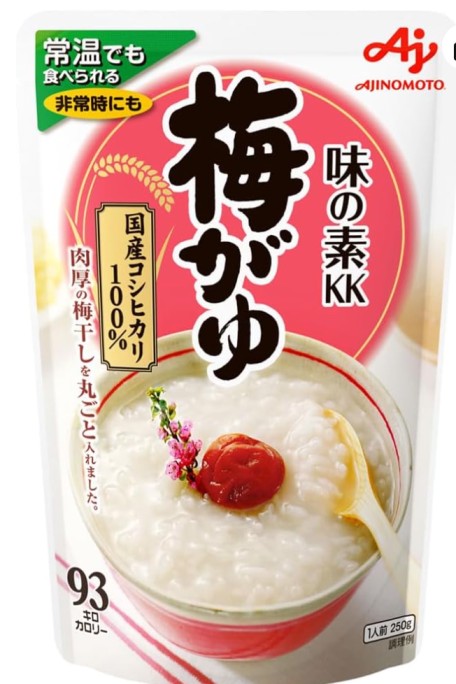 常温でも
食べられる
非常時にも
Aj
AJINOMOTO
味の素KK
梅がゆ
国産コシヒカリ
100%
肉厚の梅干しを丸ごと入れました。
93
キロ
カロリー
1人前 250g
調理例